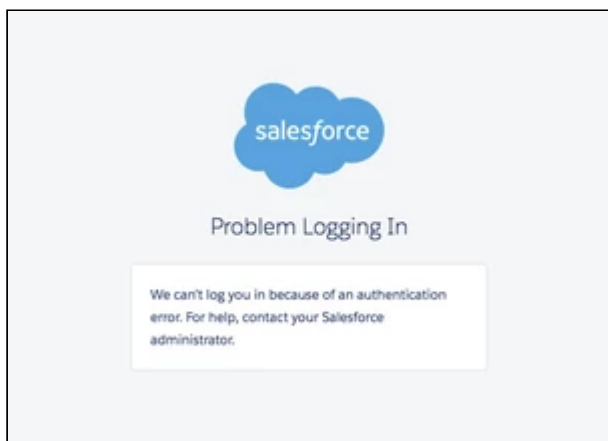 salesforce
Problem Logging In
We can't log you in because of an authentication
error. For help, contact your Salesforce
administrator.